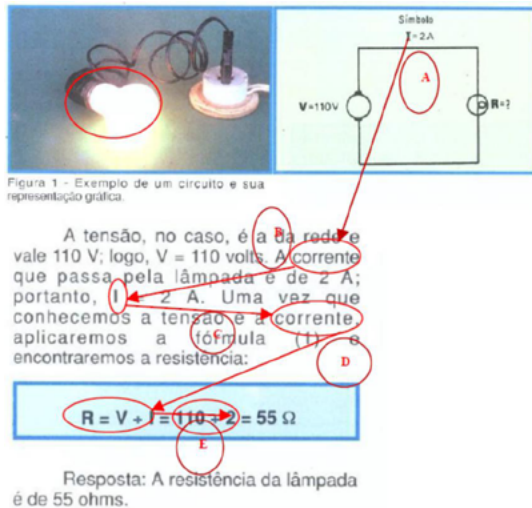 Símbolo
I = 2 A
A
V = 110V
R = ?
Figura 1 - Exemplo de um circuito e sua
representação gráfica.
B
A tensão, no caso, é a da rede e
vale 110 V; logo, V = 110 volts. A corrente
que passa pela lâmpada é de 2 A;
portanto, I = 2 A. Uma vez que
conhecemos a tensão e a corrente,
C
aplicaremos a fórmula (1) e
D
encontraremos a resistência:
R = V ÷ I = 110 ÷ 2 = 55 Ω
E
Resposta: A resistência da lâmpada
é de 55 ohms.